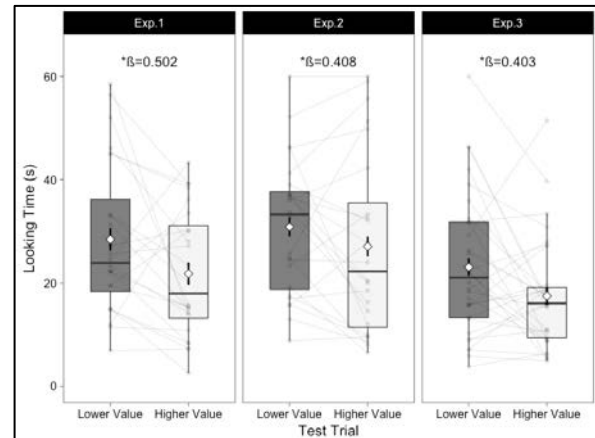 Exp.1 Exp.2 Exp.3
*ß=0.502 *ß=0.408 *ß=0.403
60
40
20
0
Looking Time (s)
Lower Value Higher Value Lower Value Higher Value Lower Value Higher Value
Test Trial